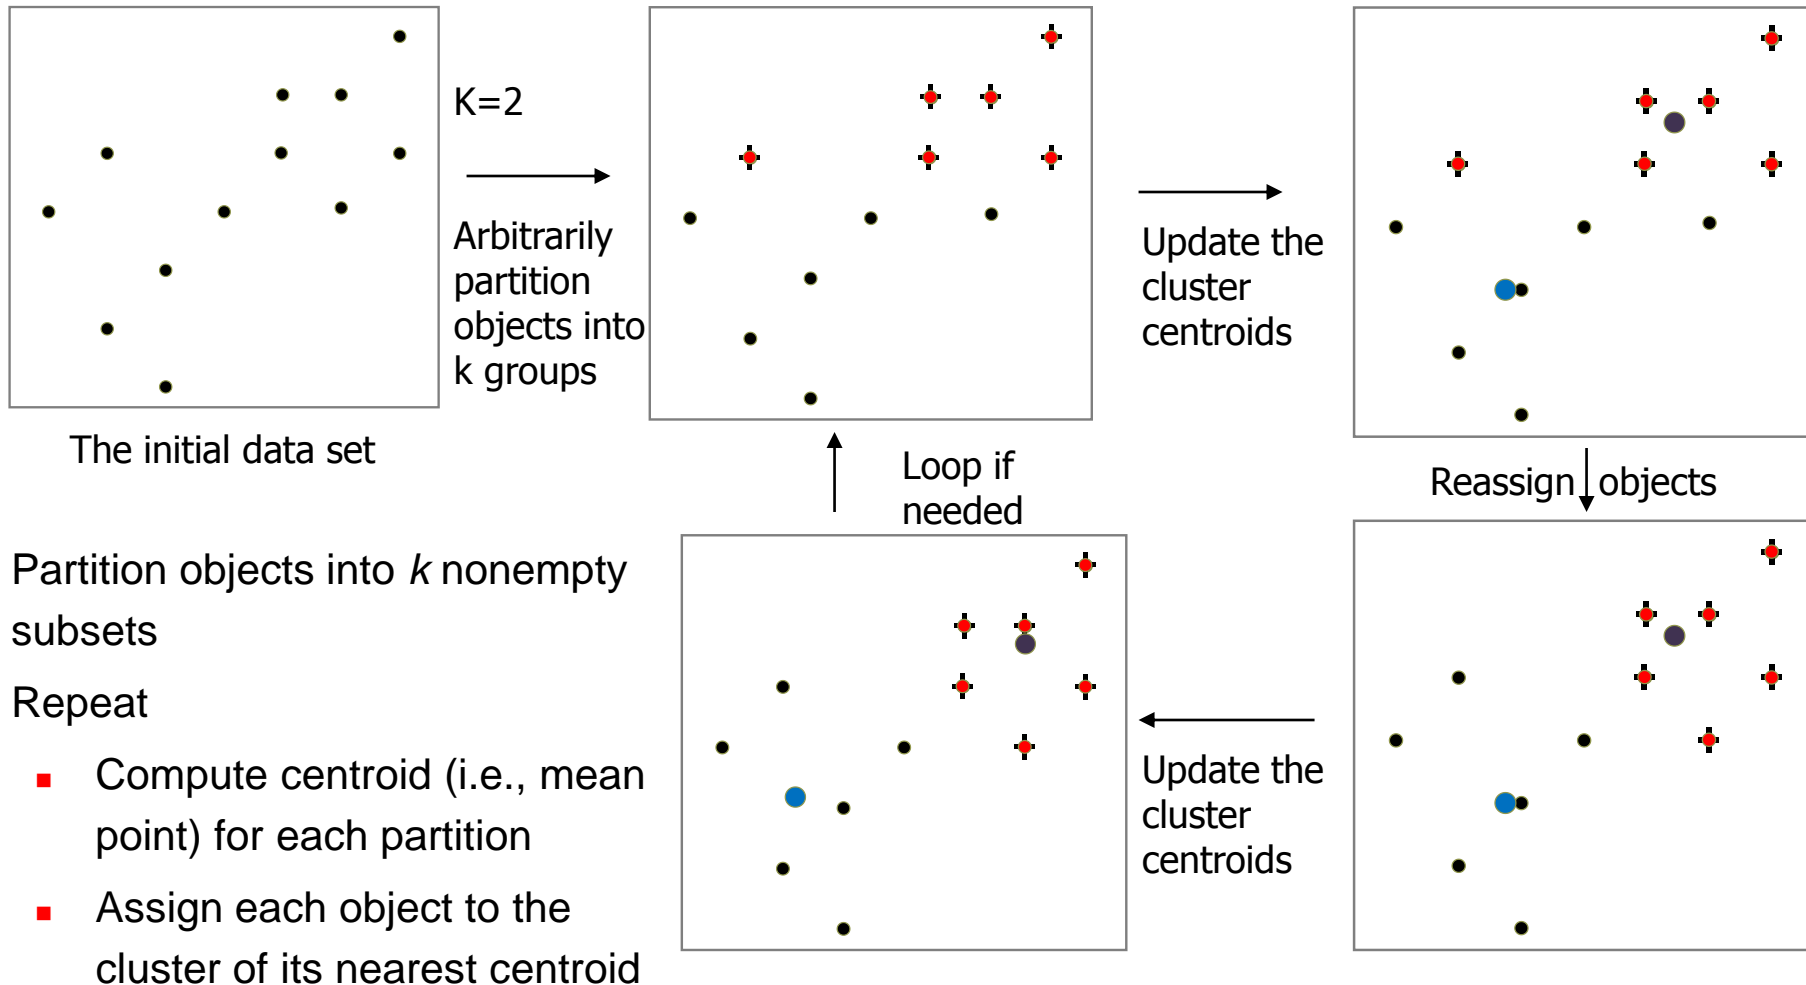 K=2
Arbitrarily
partition
objects into
k groups
Update the
cluster
centroids
The initial data set
Loop if
needed
Reassign objects
Update the
cluster
centroids
Partition objects into k nonempty
subsets
Repeat
Compute centroid (i.e., mean
point) for each partition
Assign each object to the
cluster of its nearest centroid